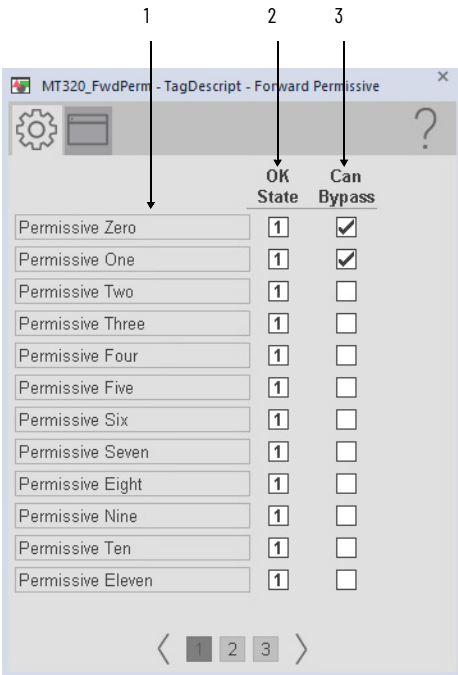 1 2 3
MT320_FwdPerm - TagDescript - Forward Permissive ×
?
OK Can
State Bypass
Permissive Zero 1
Permissive One 1
Permissive Two 1
Permissive Three 1
Permissive Four 1
Permissive Five 1
Permissive Six 1
Permissive Seven 1
Permissive Eight 1
Permissive Nine 1
Permissive Ten 1
Permissive Eleven 1
1 2 3